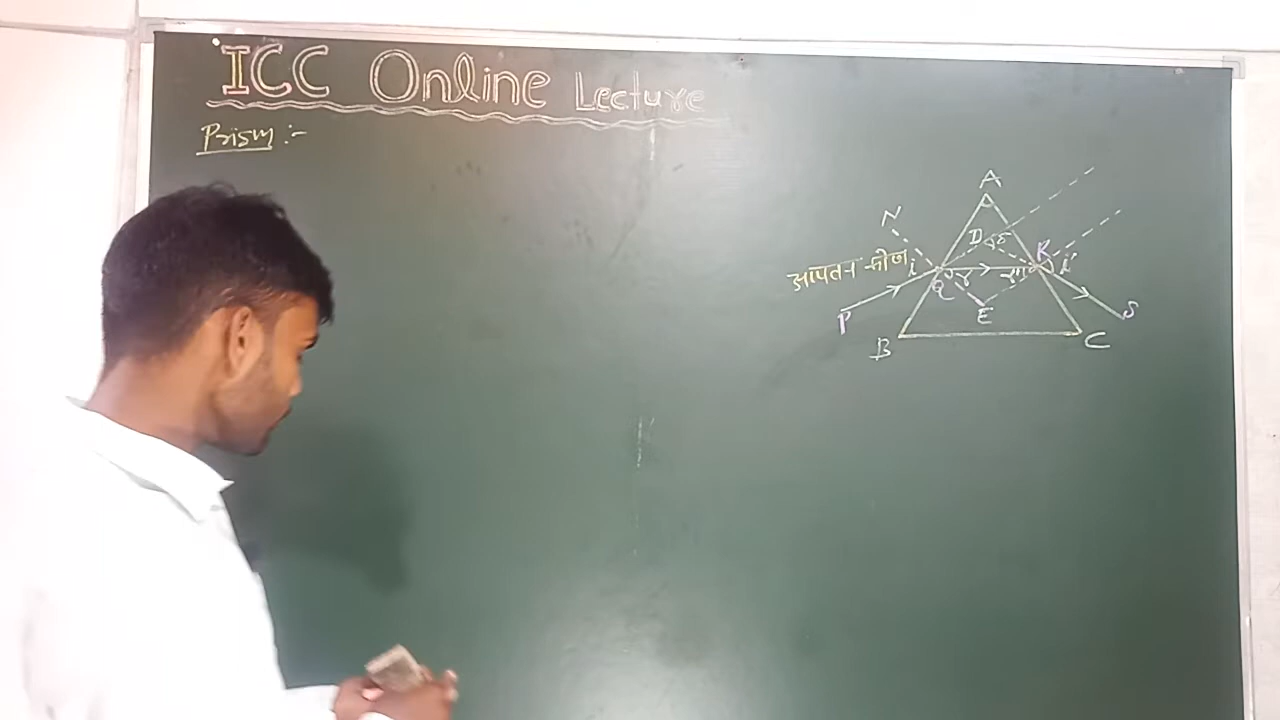 ICC Online Lecture
Prism :-
A
N
D
R
आपतन कोण i
Q
r
i'
P
E
S
B
C